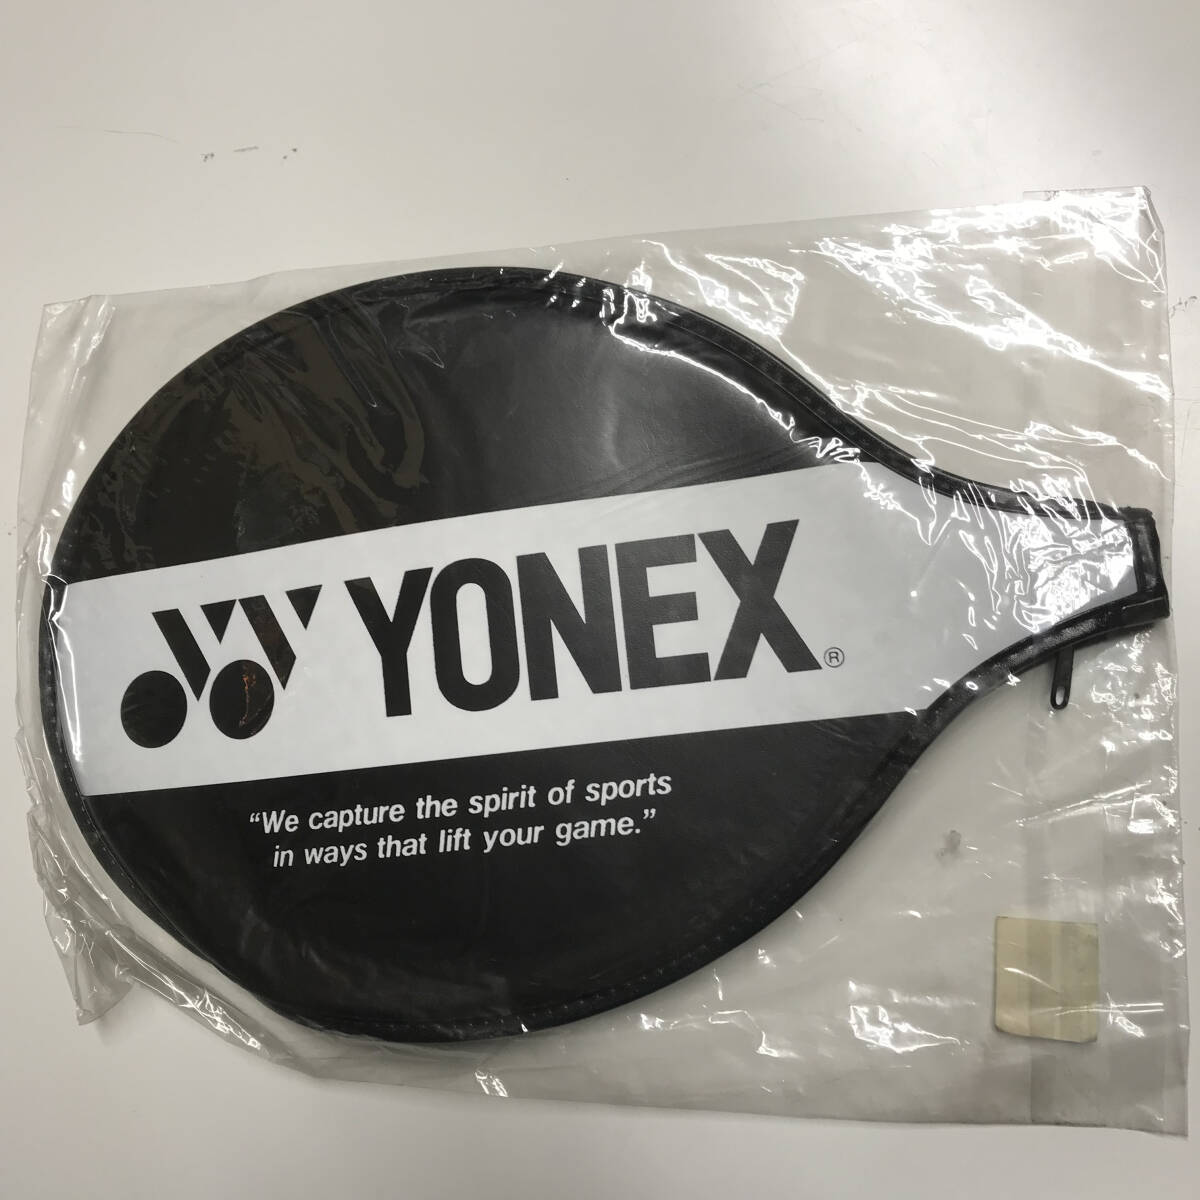 YONEX ®
“We capture the spirit of sports
in ways that lift your game.”